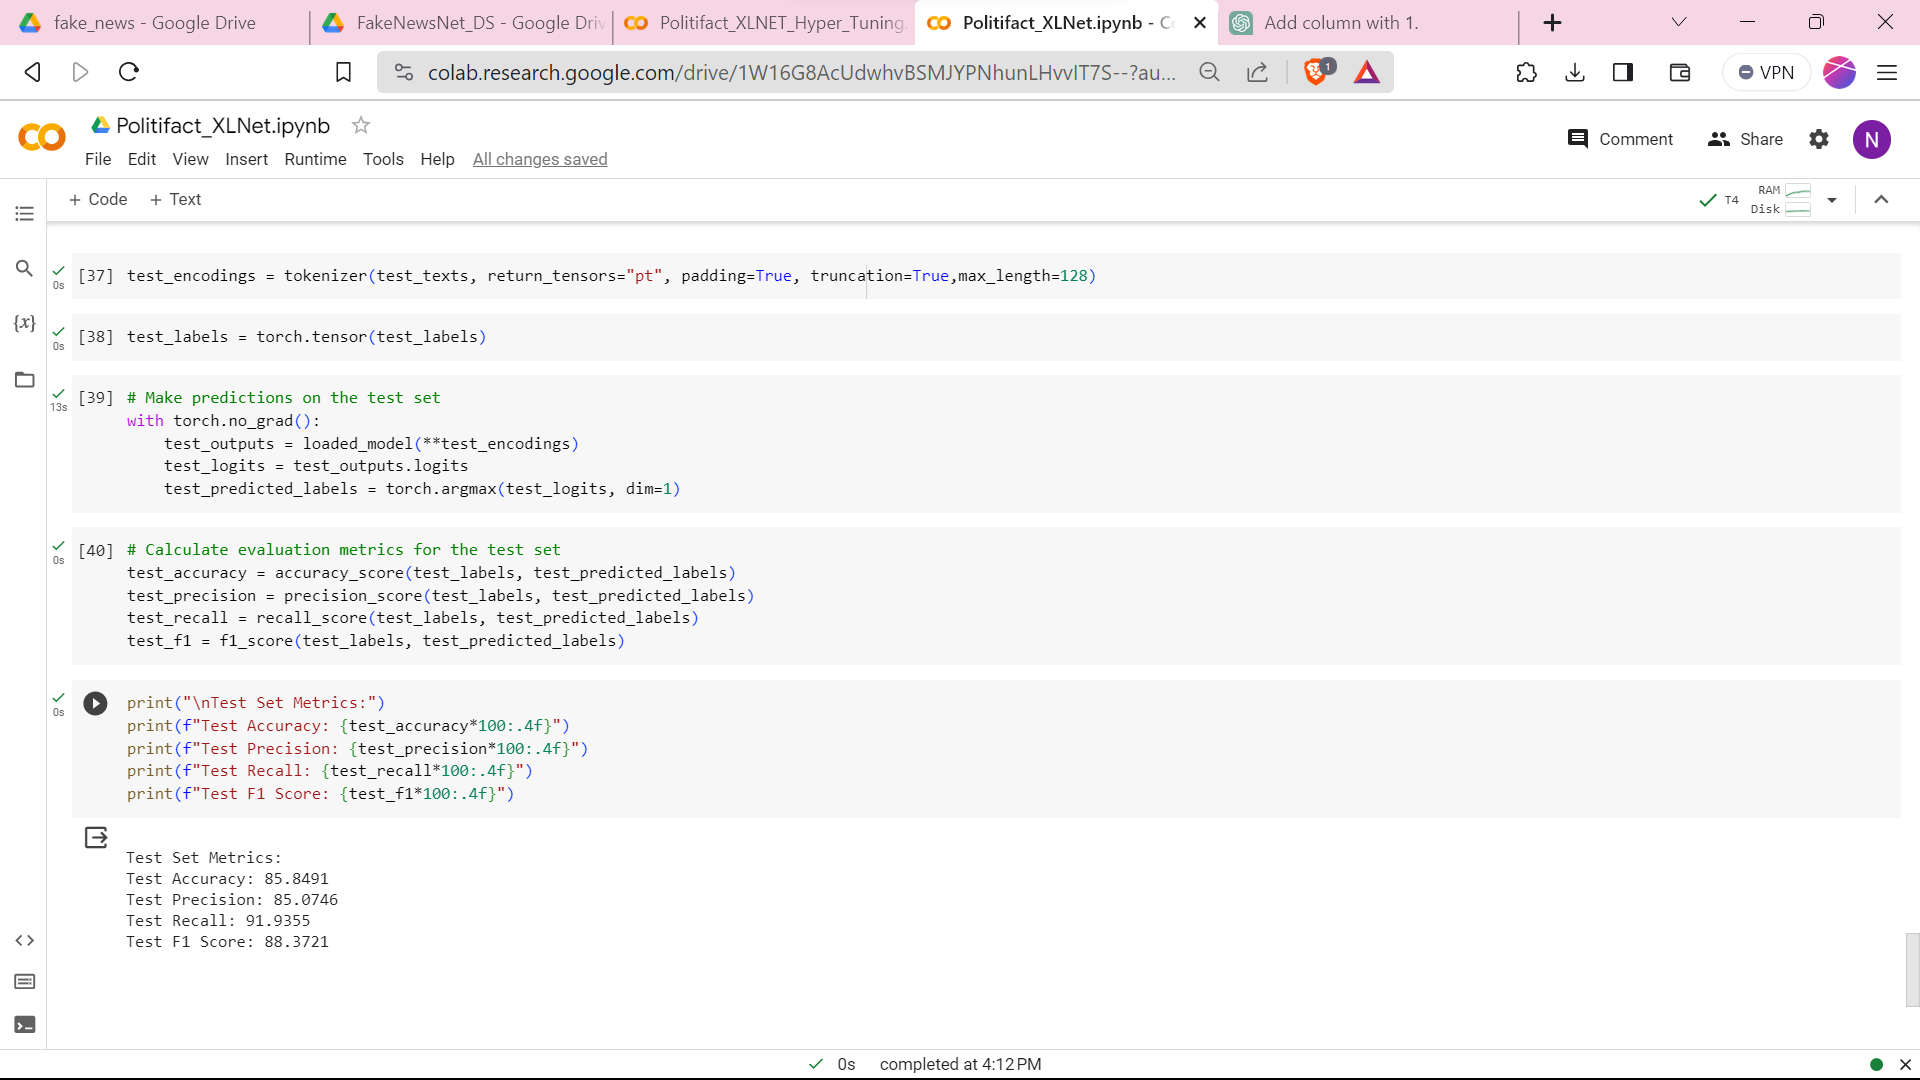 fake_news - Google Drive
FakeNewsNet_DS - Google Driv
Politifact_XLNET_Hyper_Tuning.
Politifact_XLNet.ipynb - Co
Add column with 1.
colab.research.google.com/drive/1W16G8AcUdwhvBSMJYPNhunLHvvIT7S--?au...
1
VPN
Politifact_XLNet.ipynb
Comment
Share
N
File Edit View Insert Runtime Tools Help All changes saved
+ Code + Text
T4
RAM
Disk
{x}
[37] test_encodings = tokenizer(test_texts, return_tensors="pt", padding=True, truncation=True,max_length=128)
0s
[38] test_labels = torch.tensor(test_labels)
0s
[39] # Make predictions on the test set
13s
with torch.no_grad():
    test_outputs = loaded_model(**test_encodings)
    test_logits = test_outputs.logits
    test_predicted_labels = torch.argmax(test_logits, dim=1)
[40] # Calculate evaluation metrics for the test set
0s
test_accuracy = accuracy_score(test_labels, test_predicted_labels)
test_precision = precision_score(test_labels, test_predicted_labels)
test_recall = recall_score(test_labels, test_predicted_labels)
test_f1 = f1_score(test_labels, test_predicted_labels)
print("\nTest Set Metrics:")
0s
print(f"Test Accuracy: {test_accuracy*100:.4f}")
print(f"Test Precision: {test_precision*100:.4f}")
print(f"Test Recall: {test_recall*100:.4f}")
print(f"Test F1 Score: {test_f1*100:.4f}")
Test Set Metrics:
Test Accuracy: 85.8491
Test Precision: 85.0746
Test Recall: 91.9355
Test F1 Score: 88.3721
0s completed at 4:12 PM